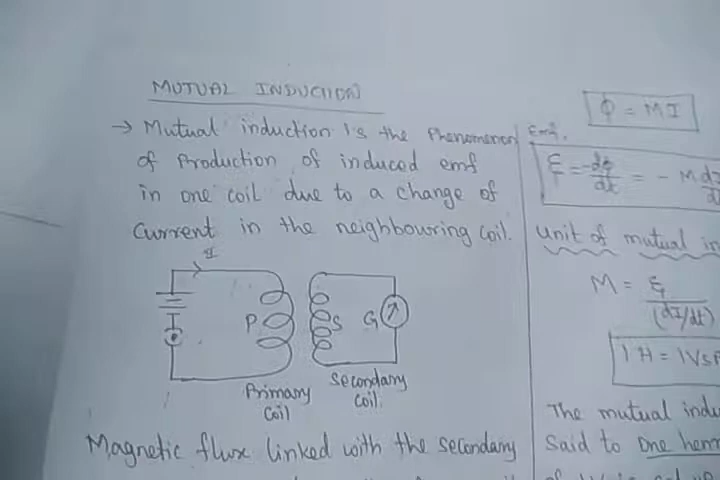 MUTUAL INDUCTION
→ Mutual induction is the Phenomenon
of Production of induced emf
in one coil due to a change of
Current in the neighbouring coil.
I
P
S
G
Primary
coil
Secondary
coil.
Magnetic flux linked with the secondary
ϕ = MI
Emf.
ξ = -dϕ/dt = - M
unit of mutual
M = ξ/(dI/dt)
1 H = 1
The mutual
Said to one